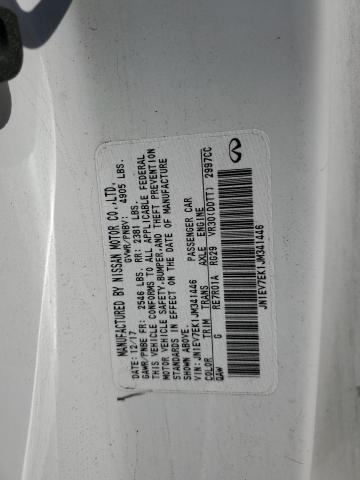 MANUFACTURED BY NISSAN MOTOR CO.,LTD.
DATE: 12/17 GVWR/PNBV: 4905 LBS.
GAWR/PNBE FR: 2546 LBS. RR: 2381 LBS.
THIS VEHICLE CONFORMS TO ALL APPLICABLE FEDERAL
MOTOR VEHICLE SAFETY,BUMPER,AND THEFT PREVENTION
STANDARDS IN EFFECT ON THE DATE OF MANUFACTURE
SHOWN ABOVE.
VIN:JN1EV7EK1JM341446 PASSENGER CAR
COLOR TRIM TRANS AXLE ENGINE
QAW G RE7R01A RG29 VR30(DDTT) 2997CC
JN1EV7EK1JM341446